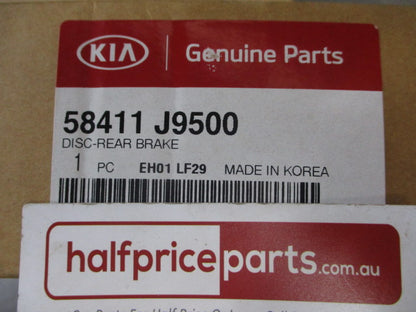 KIA Genuine Parts
58411 J9500
DISC-REAR BRAKE
1 PC EH01 LF29 MADE IN KOREA
halfpriceparts.com.au